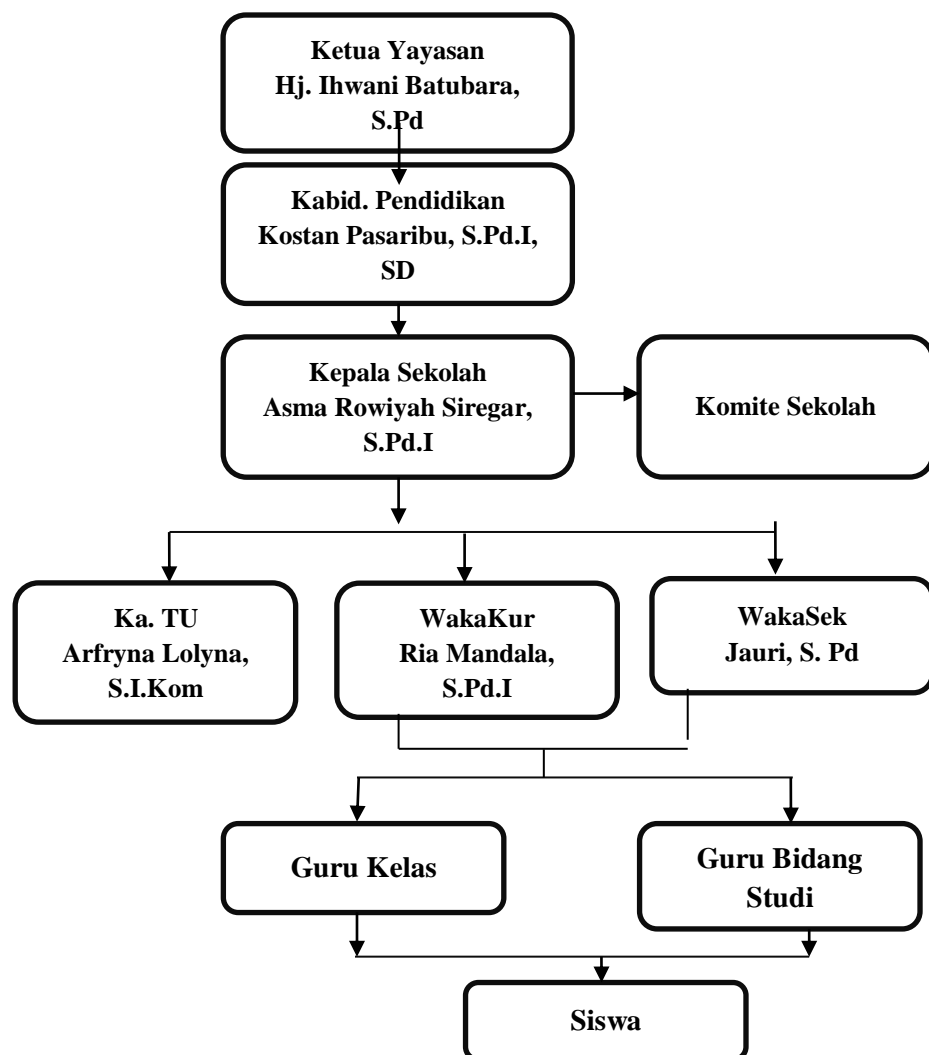 Ketua Yayasan
Hj. Ihwani Batubara,
S.Pd
Kabid. Pendidikan
Kostan Pasaribu, S.Pd.I,
SD
Kepala Sekolah
Asma Rowiyah Siregar,
S.Pd.I
Komite Sekolah
Ka. TU
Arfryna Lolyna,
S.I.Kom
WakaKur
Ria Mandala,
S.Pd.I
WakaSek
Jauri, S. Pd
Guru Kelas
Guru Bidang
Studi
Siswa